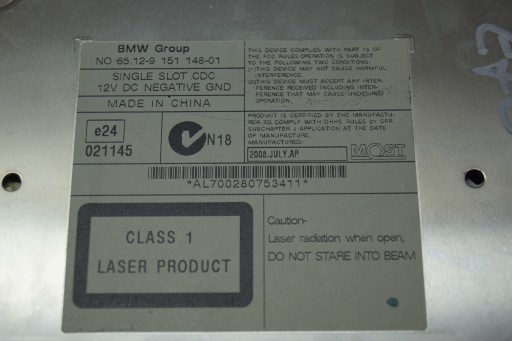 BMW Group
NO 65.12-9 151 148-01
SINGLE SLOT CDC
12V DC NEGATIVE GND
MADE IN CHINA
e24
021145
N18
THIS DEVICE COMPLIES WITH PART 15 OF
THE FCC RULES. OPERATION IS SUBJECT
TO THE FOLLOWING TWO CONDITIONS:
(1)THIS DEVICE MAY NOT CAUSE HARMFUL
INTERFERENCE.
(2)THIS DEVICE MUST ACCEPT ANY INTER-
FERENCE RECEIVED INCLUDING INTER-
FERENCE THAT MAY CAUSE UNDESIRED
OPERATION.
PRODUCT IS CERTIFIED BY THE MANUFACTU-
RER TO COMPLY WITH DHHS RULES 21 CFR
SUBCHAPTER J APPLICATION AT THE DATE
OF MANUFACTURE.
MANUFACTURED:
2008.JULY.AP
MOST
*AL700280753411*
CLASS 1
LASER PRODUCT
Caution-
Laser radiation when open,
DO NOT STARE INTO BEAM